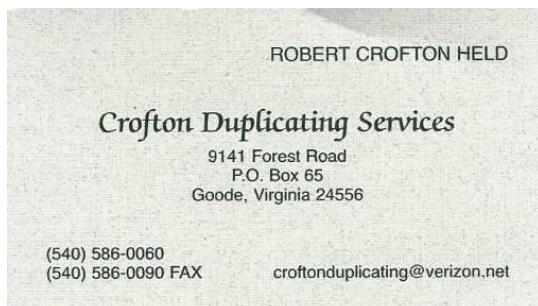 ROBERT CROFTON HELD
Crofton Duplicating Services
9141 Forest Road
P.O. Box 65
Goode, Virginia 24556
(540) 586-0060
(540) 586-0090 FAX
croftonduplicating@verizon.net